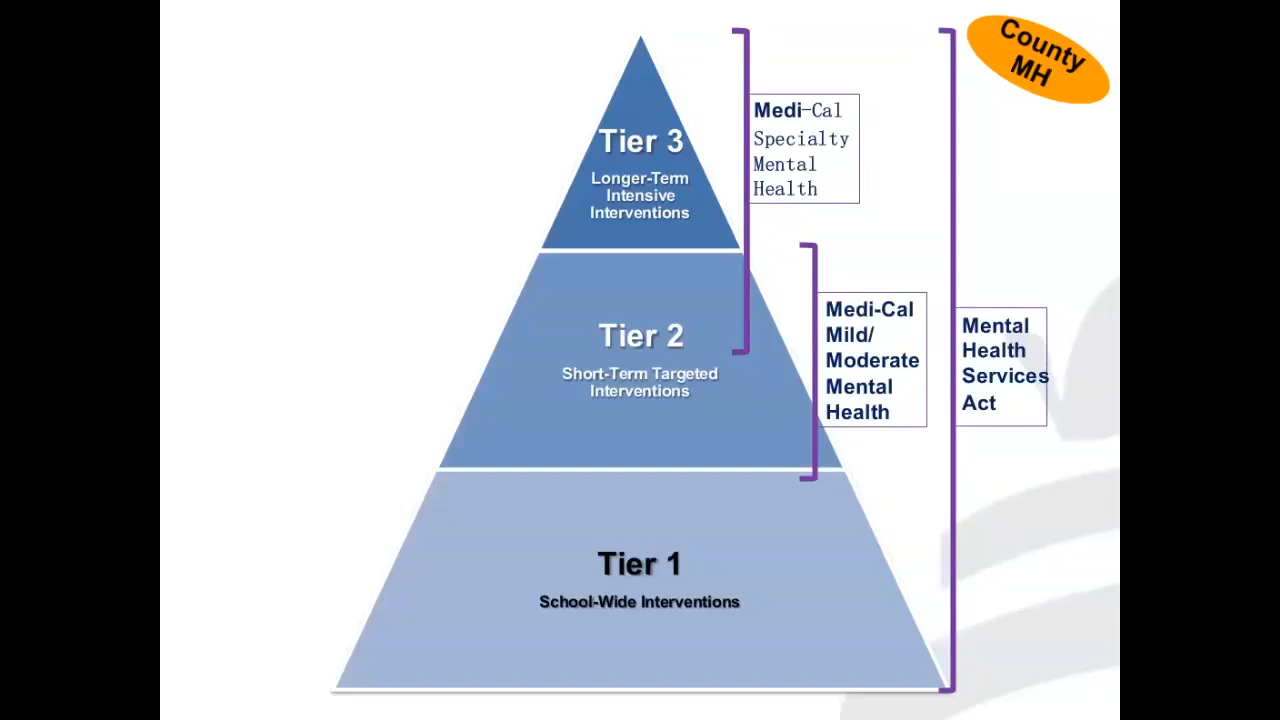 County
MH
Tier 3
Longer-Term
Intensive
Interventions
Medi-Cal
Specialty
Mental
Health
Tier 2
Short-Term Targeted
Interventions
Medi-Cal
Mild/
Moderate
Mental
Health
Mental
Health
Services
Act
Tier 1
School-Wide Interventions